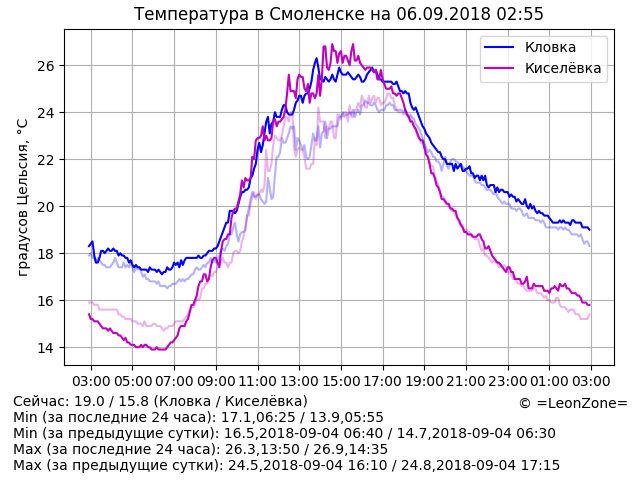 Температура в Смоленске на 06.09.2018 02:55
Кловка
Киселёвка
градусов Цельсия, °C
26
24
22
20
18
16
14
03:00 05:00 07:00 09:00 11:00 13:00 15:00 17:00 19:00 21:00 23:00 01:00 03:00
Сейчас: 19.0 / 15.8 (Кловка / Киселёвка)
© =LeonZone=
Min (за последние 24 часа): 17.1,06:25 / 13.9,05:55
Min (за предыдущие сутки): 16.5,2018-09-04 06:40 / 14.7,2018-09-04 06:30
Max (за последние 24 часа): 26.3,13:50 / 26.9,14:35
Max (за предыдущие сутки): 24.5,2018-09-04 16:10 / 24.8,2018-09-04 17:15